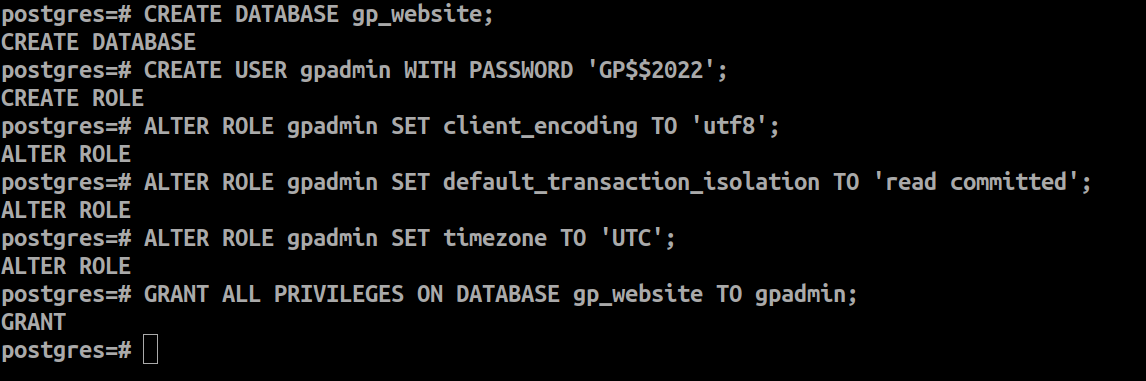 postgres=# CREATE DATABASE gp_website;
CREATE DATABASE
postgres=# CREATE USER gpadmin WITH PASSWORD 'GP$$2022';
CREATE ROLE
postgres=# ALTER ROLE gpadmin SET client_encoding TO 'utf8';
ALTER ROLE
postgres=# ALTER ROLE gpadmin SET default_transaction_isolation TO 'read committed';
ALTER ROLE
postgres=# ALTER ROLE gpadmin SET timezone TO 'UTC';
ALTER ROLE
postgres=# GRANT ALL PRIVILEGES ON DATABASE gp_website TO gpadmin;
GRANT
postgres=#